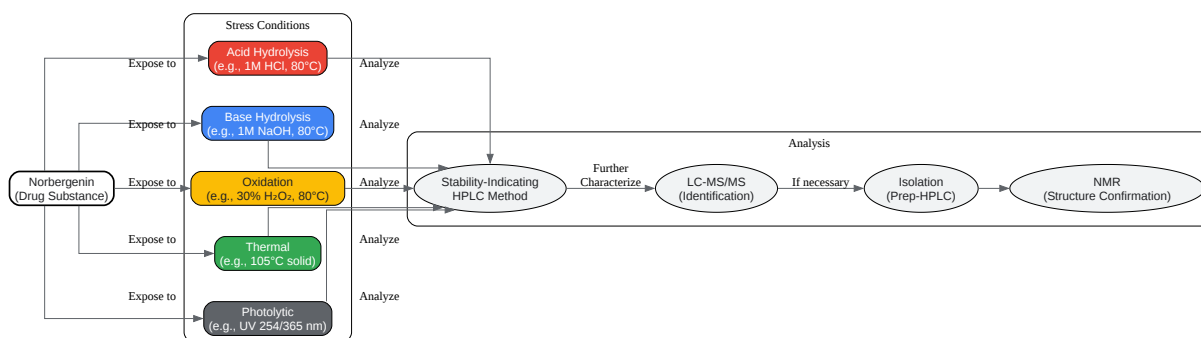 Stress Conditions
Acid Hydrolysis
(e.g., 1M HCl, 80°C)
Expose to
Analyze
Base Hydrolysis
(e.g., 1M NaOH, 80°C)
Expose to
Analyze
Analysis
Norbergenin
(Drug Substance)
Expose to
Oxidation
(e.g., 30% H₂O₂, 80°C)
Analyze
Stability-Indicating
HPLC Method
Further
Characterize
LC-MS/MS
(Identification)
If necessary
Isolation
(Prep-HPLC)
NMR
(Structure Confirmation)
Expose to
Thermal
(e.g., 105°C solid)
Analyze
Expose to
Photolytic
(e.g., UV 254/365 nm)
Analyze